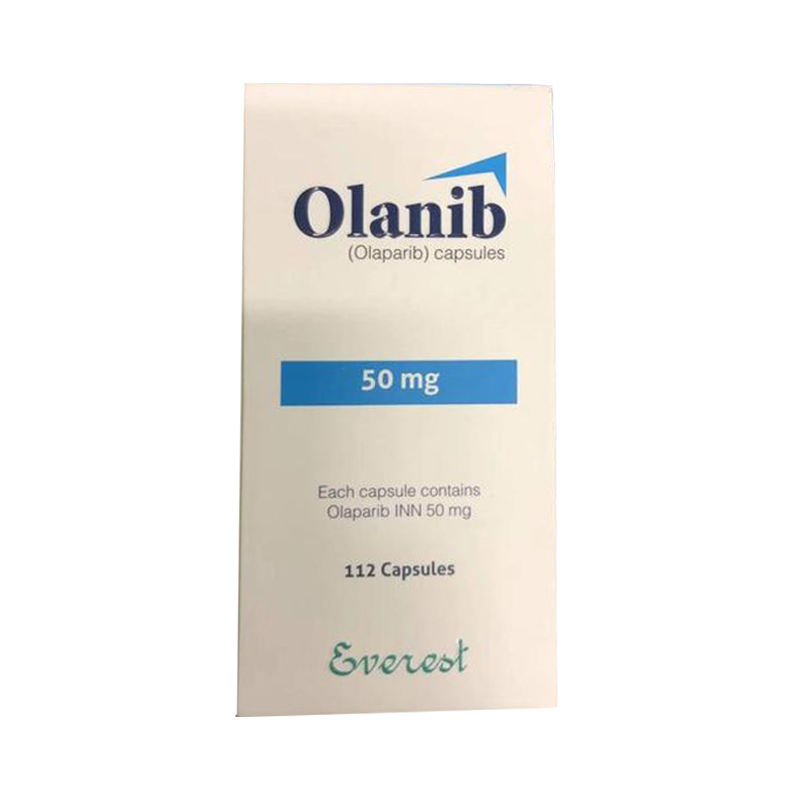 Olanib
(Olaparib) capsules
50 mg
Each capsule contains
Olaparib INN 50 mg
112 Capsules
Everest